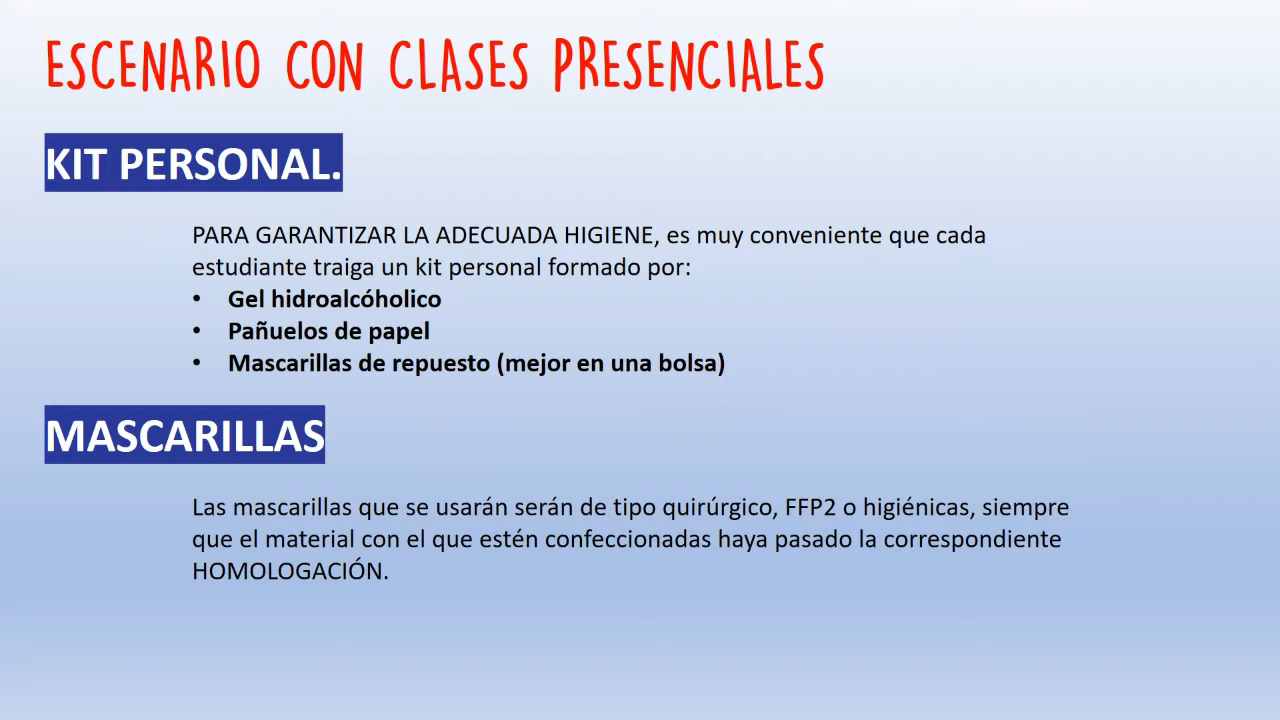 ESCENARIO CON CLASES PRESENCIALES
KIT PERSONAL.
PARA GARANTIZAR LA ADECUADA HIGIENE, es muy conveniente que cada
estudiante traiga un kit personal formado por:
• Gel hidroalcóholico
• Pañuelos de papel
• Mascarillas de repuesto (mejor en una bolsa)
MASCARILLAS
Las mascarillas que se usarán serán de tipo quirúrgico, FFP2 o higiénicas, siempre
que el material con el que estén confeccionadas haya pasado la correspondiente
HOMOLOGACIÓN.